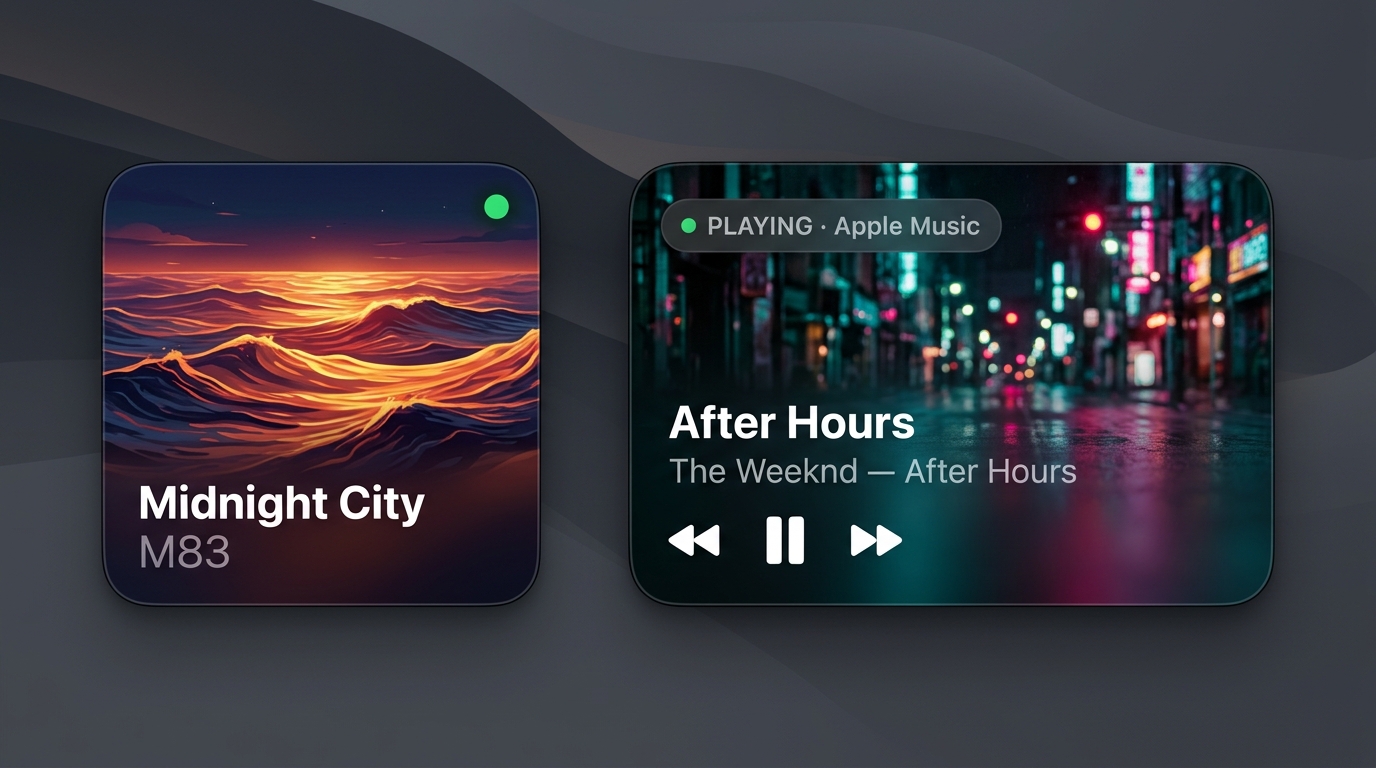 Midnight City
M83
PLAYING · Apple Music
After Hours
The Weeknd — After Hours